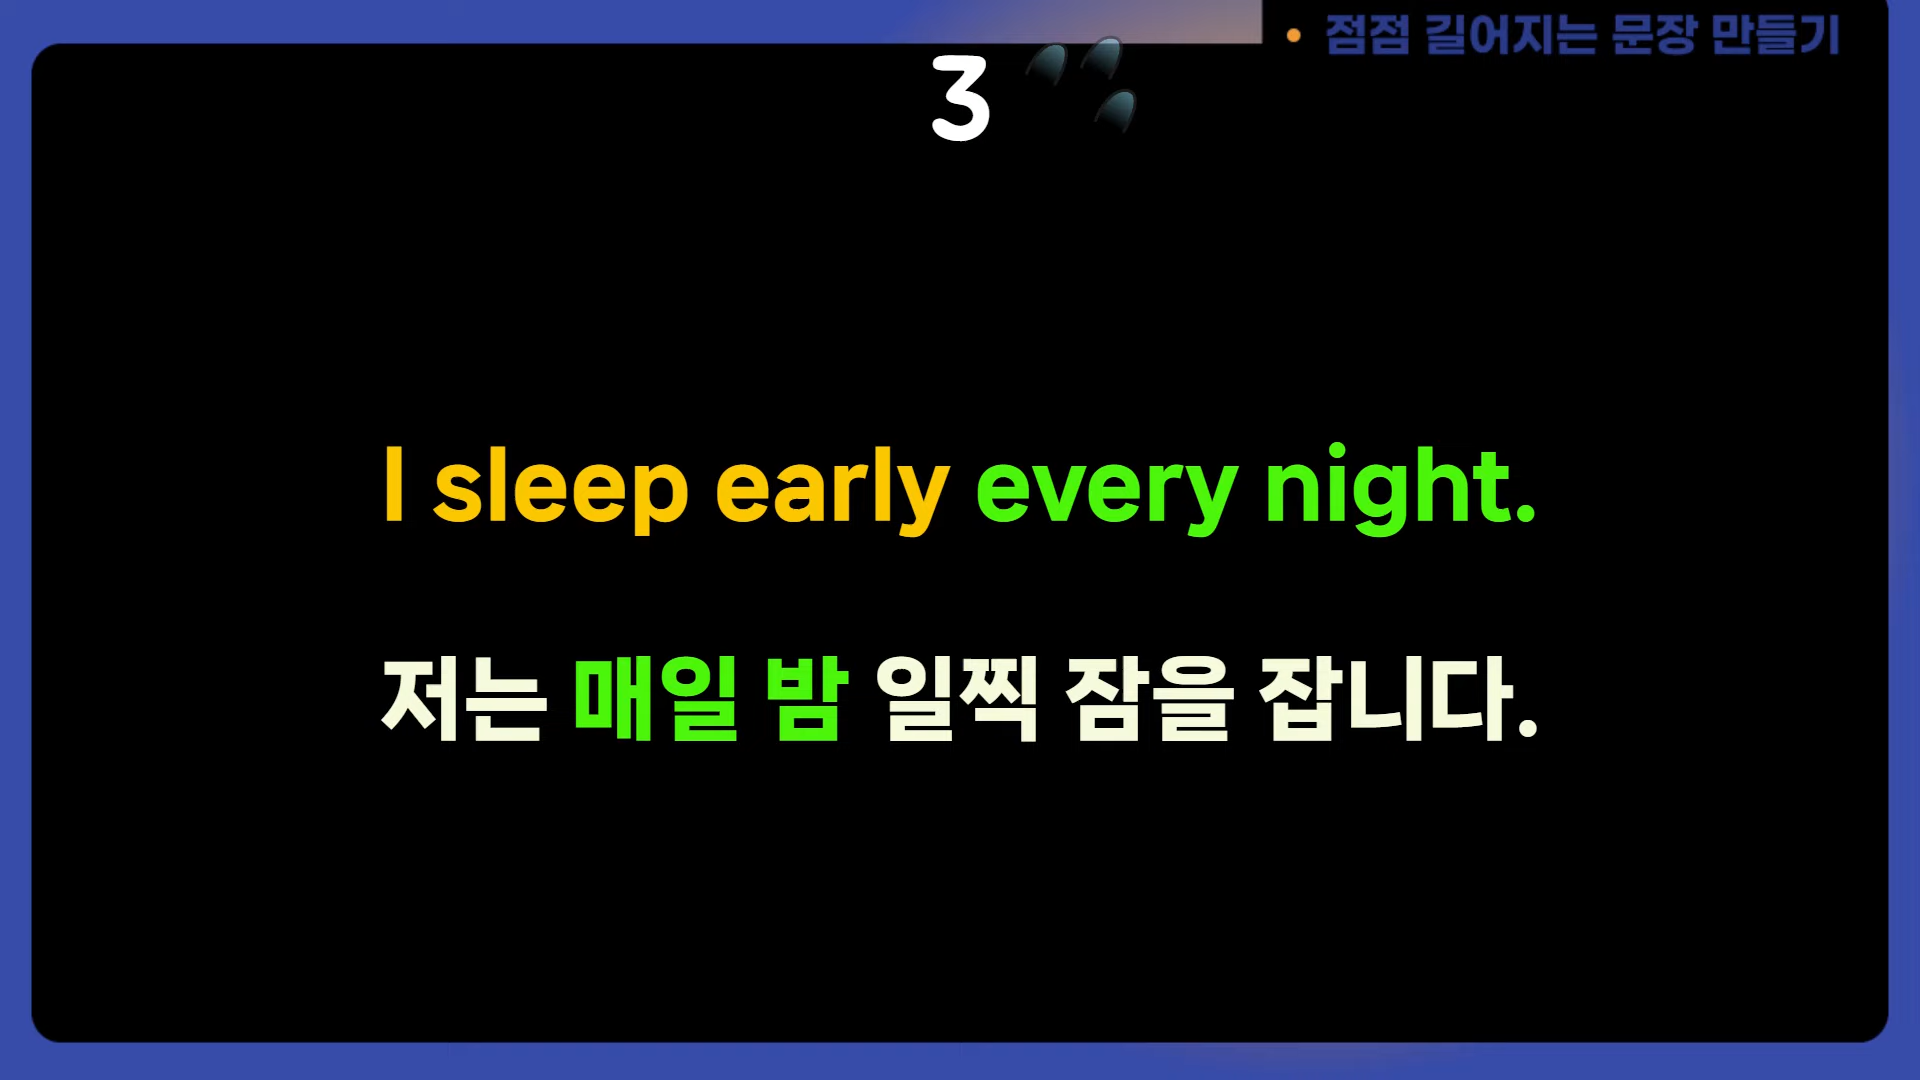 • 점점 길어지는 문장 만들기
3
I sleep early every night.
저는 매일 밤 일찍 잠을 잡니다.